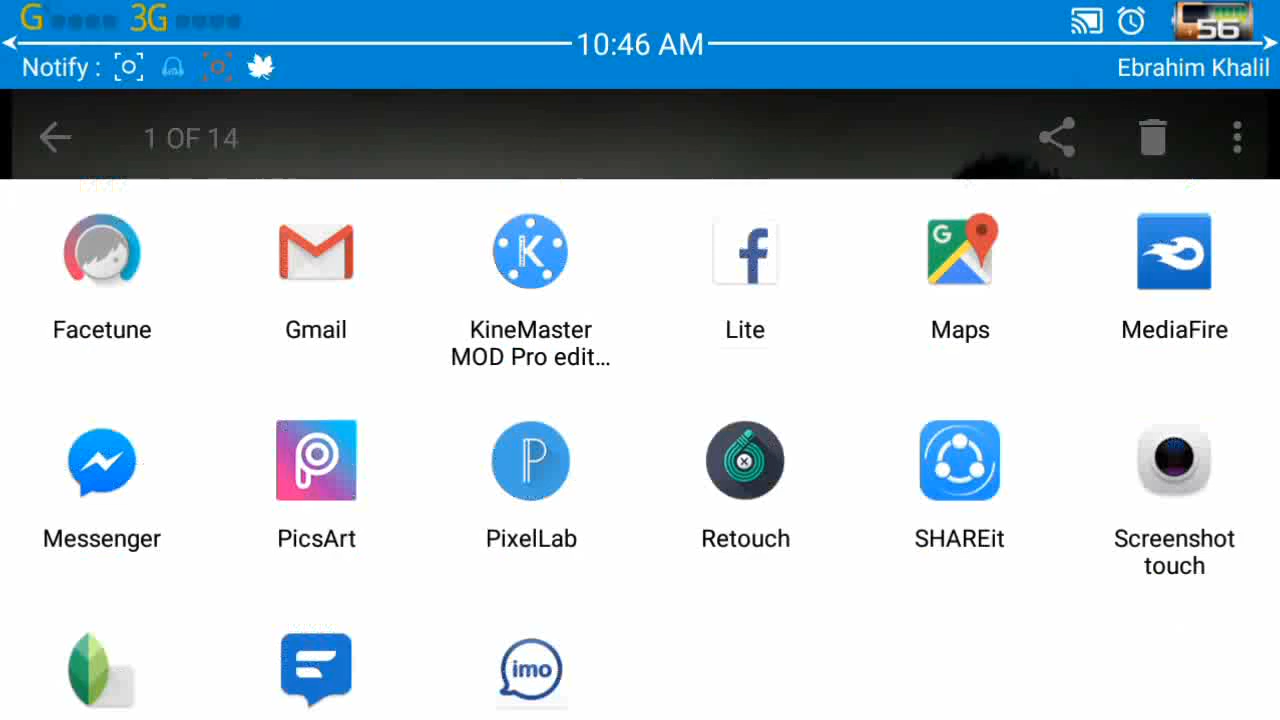 G 3G
56
10:46 AM
Notify : Ebrahim Khalil
1 OF 14
Facetune Gmail KineMaster MOD Pro edit... Lite Maps MediaFire
Messenger PicsArt PixelLab Retouch SHAREit Screenshot touch
imo